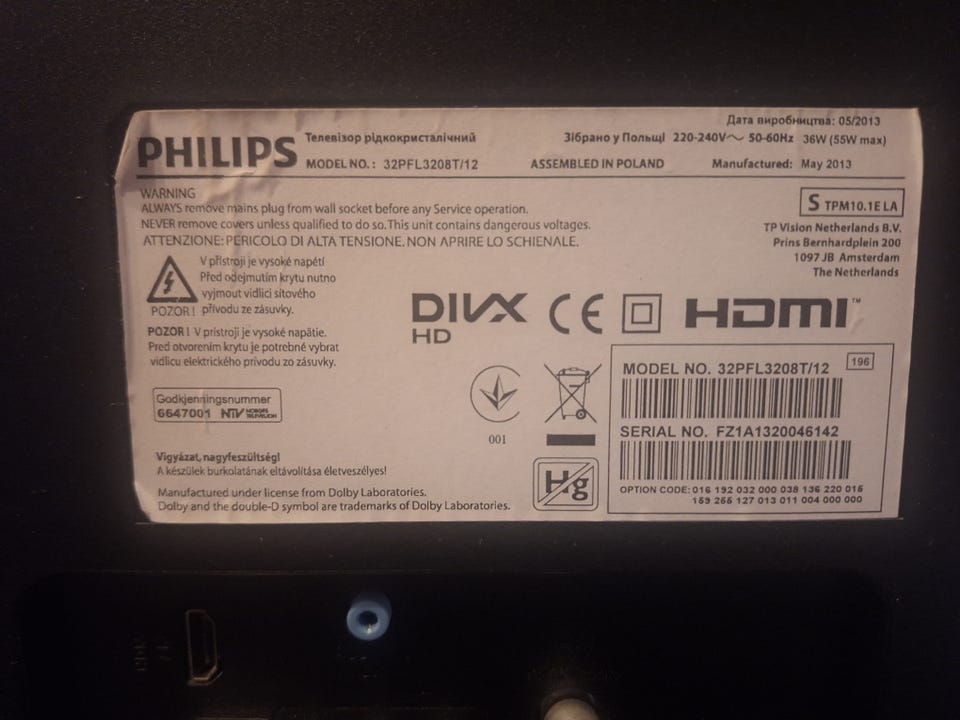 Дата виробництва: 05/2013
PHILIPS
Телевізор рідкокристалічний
Зібрано у Польщі 220-240V~ 50-60Hz 36W (55W max)
MODEL NO.: 32PFL3208T/12
ASSEMBLED IN POLAND
Manufactured: May 2013
WARNING
ALWAYS remove mains plug from wall socket before any Service operation.
NEVER remove covers unless qualified to do so. This unit contains dangerous voltages.
ATTENZIONE: PERICOLO DI ALTA TENSIONE. NON APRIRE LO SCHIENALE.
S TPM10.1E LA
TP Vision Netherlands B.V.
Prins Bernhardplein 200
1097 JB Amsterdam
The Netherlands
V přístroji je vysoké napětí
Před odejmutím krytu nutno
vyjmout vidlici síťového
POZOR! přívodu ze zásuvky.
POZOR! V prístroji je vysoké napätie.
Pred otvorením krytu je potrebné vybrat
vidlicu elektrického prívodu zo zásuvky.
DIVX
HD
CE
HDMI™
Godkjenningsnummer
6647001 NTV NORGES
TELEVISJON
001
Hg
Vigyázat, nagyfeszültség!
A készülék burkolatának eltávolítása életveszélyes!
Manufactured under license from Dolby Laboratories.
Dolby and the double-D symbol are trademarks of Dolby Laboratories.
MODEL NO. 32PFL3208T/12
196
SERIAL NO. FZ1A1320046142
OPTION CODE: 016 192 032 000 038 136 220 015
159 255 127 013 011 004 000 000